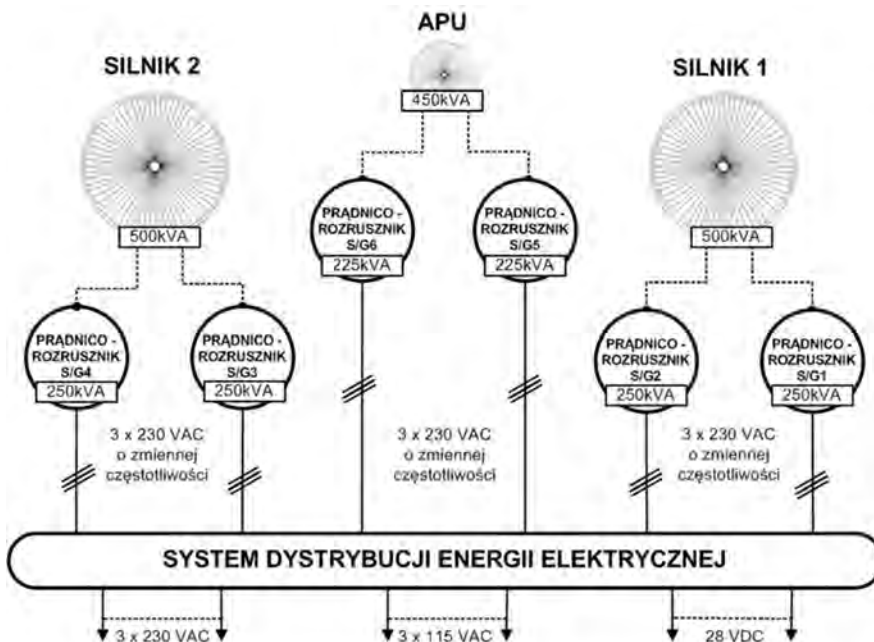 APU
SILNIK 2
SILNIK 1
450kVA
500kVA
500kVA
PRĄDNICO -
ROZRUSZNIK
S/G6
225kVA
PRĄDNICO -
ROZRUSZNIK
S/G5
225kVA
PRĄDNICO -
ROZRUSZNIK
S/G4
250kVA
PRĄDNICO -
ROZRUSZNIK
S/G3
250kVA
PRĄDNICO -
ROZRUSZNIK
S/G2
250kVA
PRĄDNICO -
ROZRUSZNIK
S/G1
250kVA
3 x 230 VAC
o zmiennej
częstotliwości
3 x 230 VAC
o zmiennej
częstotliwości
3 x 230 VAC
o zmiennej
częstotliwości
SYSTEM DYSTRYBUCJI ENERGII ELEKTRYCZNEJ
3 x 230 VAC
3 x 115 VAC
28 VDC